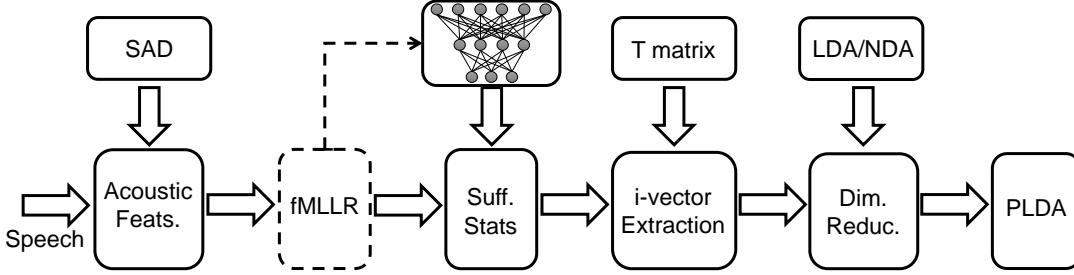 SAD
T matrix
LDA/NDA
Speech
Acoustic
Feats.
fMLLR
Suff.
Stats
i-vector
Extraction
Dim.
Reduc.
PLDA